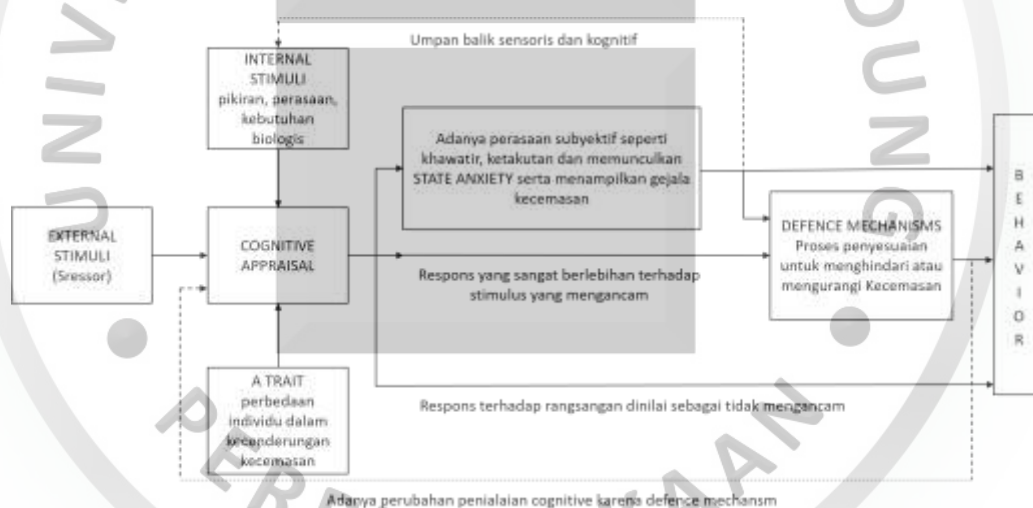 Umpan balik sensoris dan kognitif
INTERNAL
STIMULI
pikiran, perasaan,
kebutuhan
biologis
Adanya perasaan subyektif seperti
khawatir, ketakutan dan memunculkan
STATE ANXIETY serta menampilkan gejala
kecemasan
EXTERNAL
STIMULI
(Sressor)
COGNITIVE
APPRAISAL
Respons yang sangat berlebihan terhadap
stimulus yang mengancam
DEFENCE MECHANISMS
Proses penyesuaian
untuk menghindari atau
mengurangi Kecemasan
B
E
H
A
V
I
O
R
A TRAIT
perbedaan
individu dalam
kecenderungan
kecemasan
Respons terhadap rangsangan dinilai sebagai tidak mengancam
Adanya perubahan penialaian cognitive karena defence mechansm